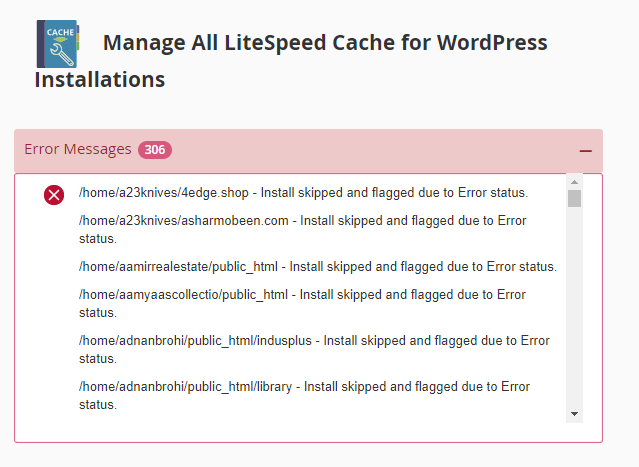 CACHE
Manage All LiteSpeed Cache for WordPress
Installations
Error Messages 306
/home/a23knives/4edge.shop - Install skipped and flagged due to Error status.
/home/a23knives/asharmobeen.com - Install skipped and flagged due to Error
status.
/home/aamirrealestate/public_html - Install skipped and flagged due to Error status.
/home/aamyaascollectio/public_html - Install skipped and flagged due to Error
status.
/home/adnanbrohi/public_html/indusplus - Install skipped and flagged due to Error
status.
/home/adnanbrohi/public_html/library - Install skipped and flagged due to Error
status.